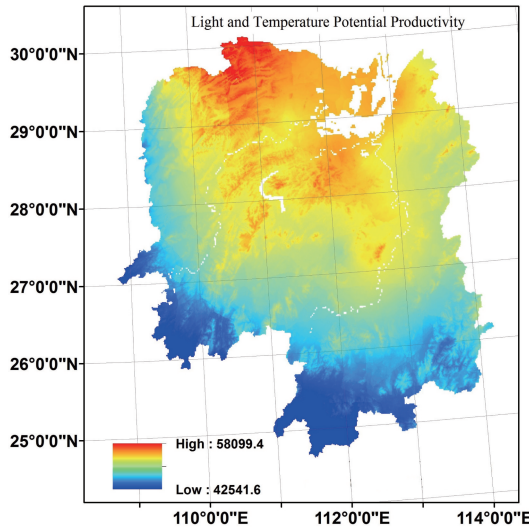 Light and Temperature Potential Productivity
30°0'0"N
29°0'0"N
28°0'0"N
27°0'0"N
26°0'0"N
25°0'0"N
High : 58099.4
Low : 42541.6
110°0'0"E
112°0'0"E
114°0'0"E